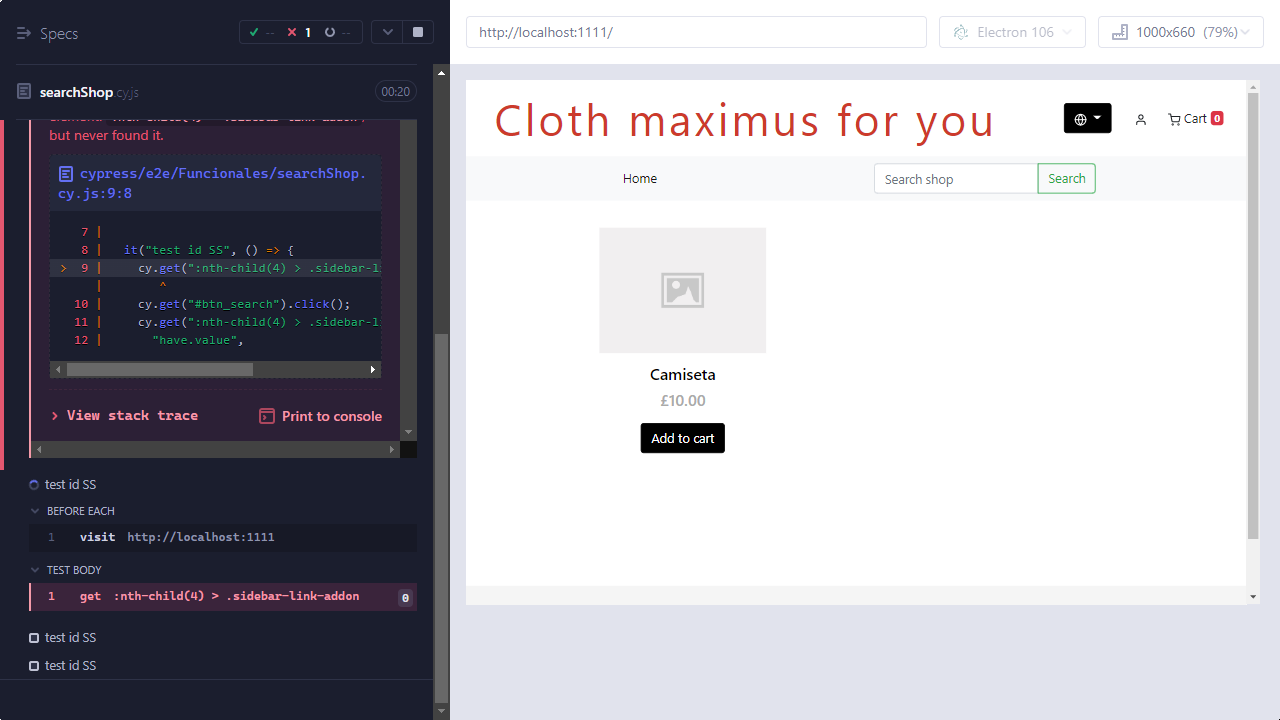 Specs
-- 1 --
searchShop.cy.js
00:20
but never found it.
cypress/e2e/Funcionales/searchShop.
cy.js:9:8
7 |
8 | it("test id SS", () => {
> 9 | cy.get(":nth-child(4) > .sidebar-li
| ^
10 | cy.get("#btn_search").click();
11 | cy.get(":nth-child(4) > .sidebar-li
12 | "have.value",
> View stack trace
Print to console
test id SS
BEFORE EACH
1 visit http://localhost:1111
TEST BODY
1 get :nth-child(4) > .sidebar-link-addon 0
test id SS
test id SS
http://localhost:1111/
Electron 106
1000x660 (79%)
Cloth maximus for you
Cart 0
Home
Search shop
Search
Camiseta
£10.00
Add to cart